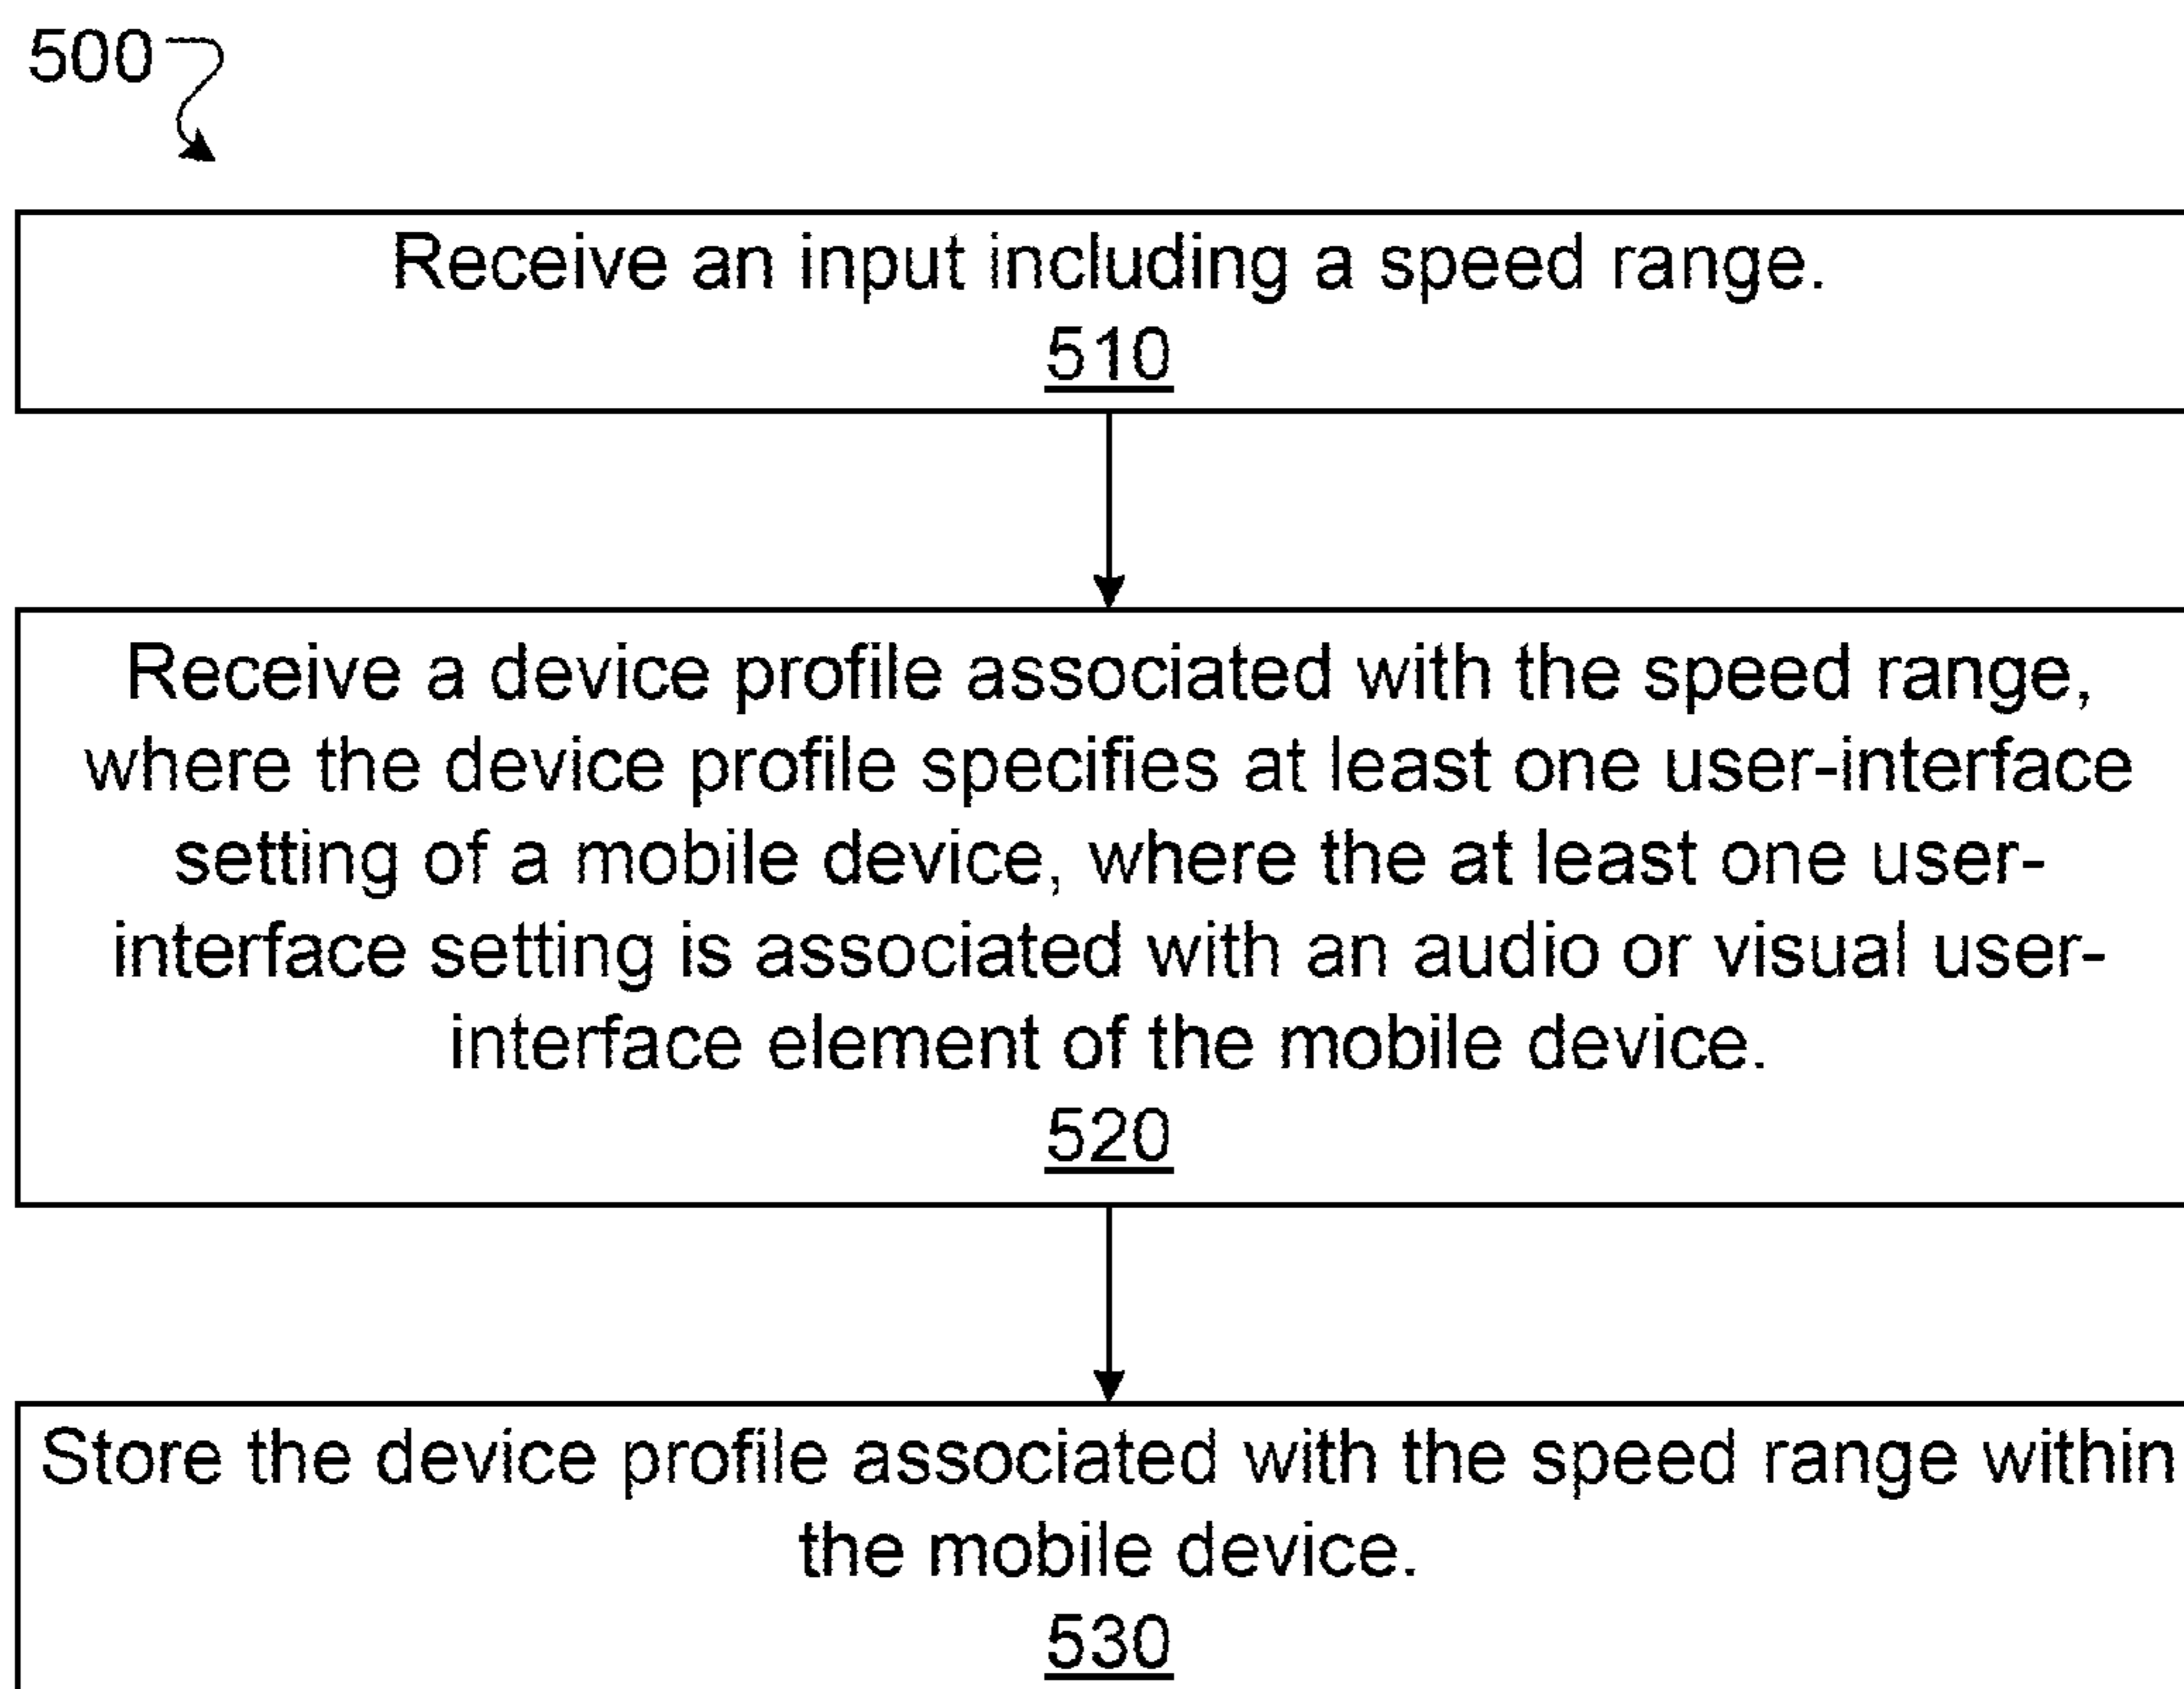 500
Receive an input including a speed range.
510
Receive a device profile associated with the speed range,
where the device profile specifies at least one user-interface
setting of a mobile device, where the at least one user-
interface setting is associated with an audio or visual user-
interface element of the mobile device.
520
Store the device profile associated with the speed range within
the mobile device.
530